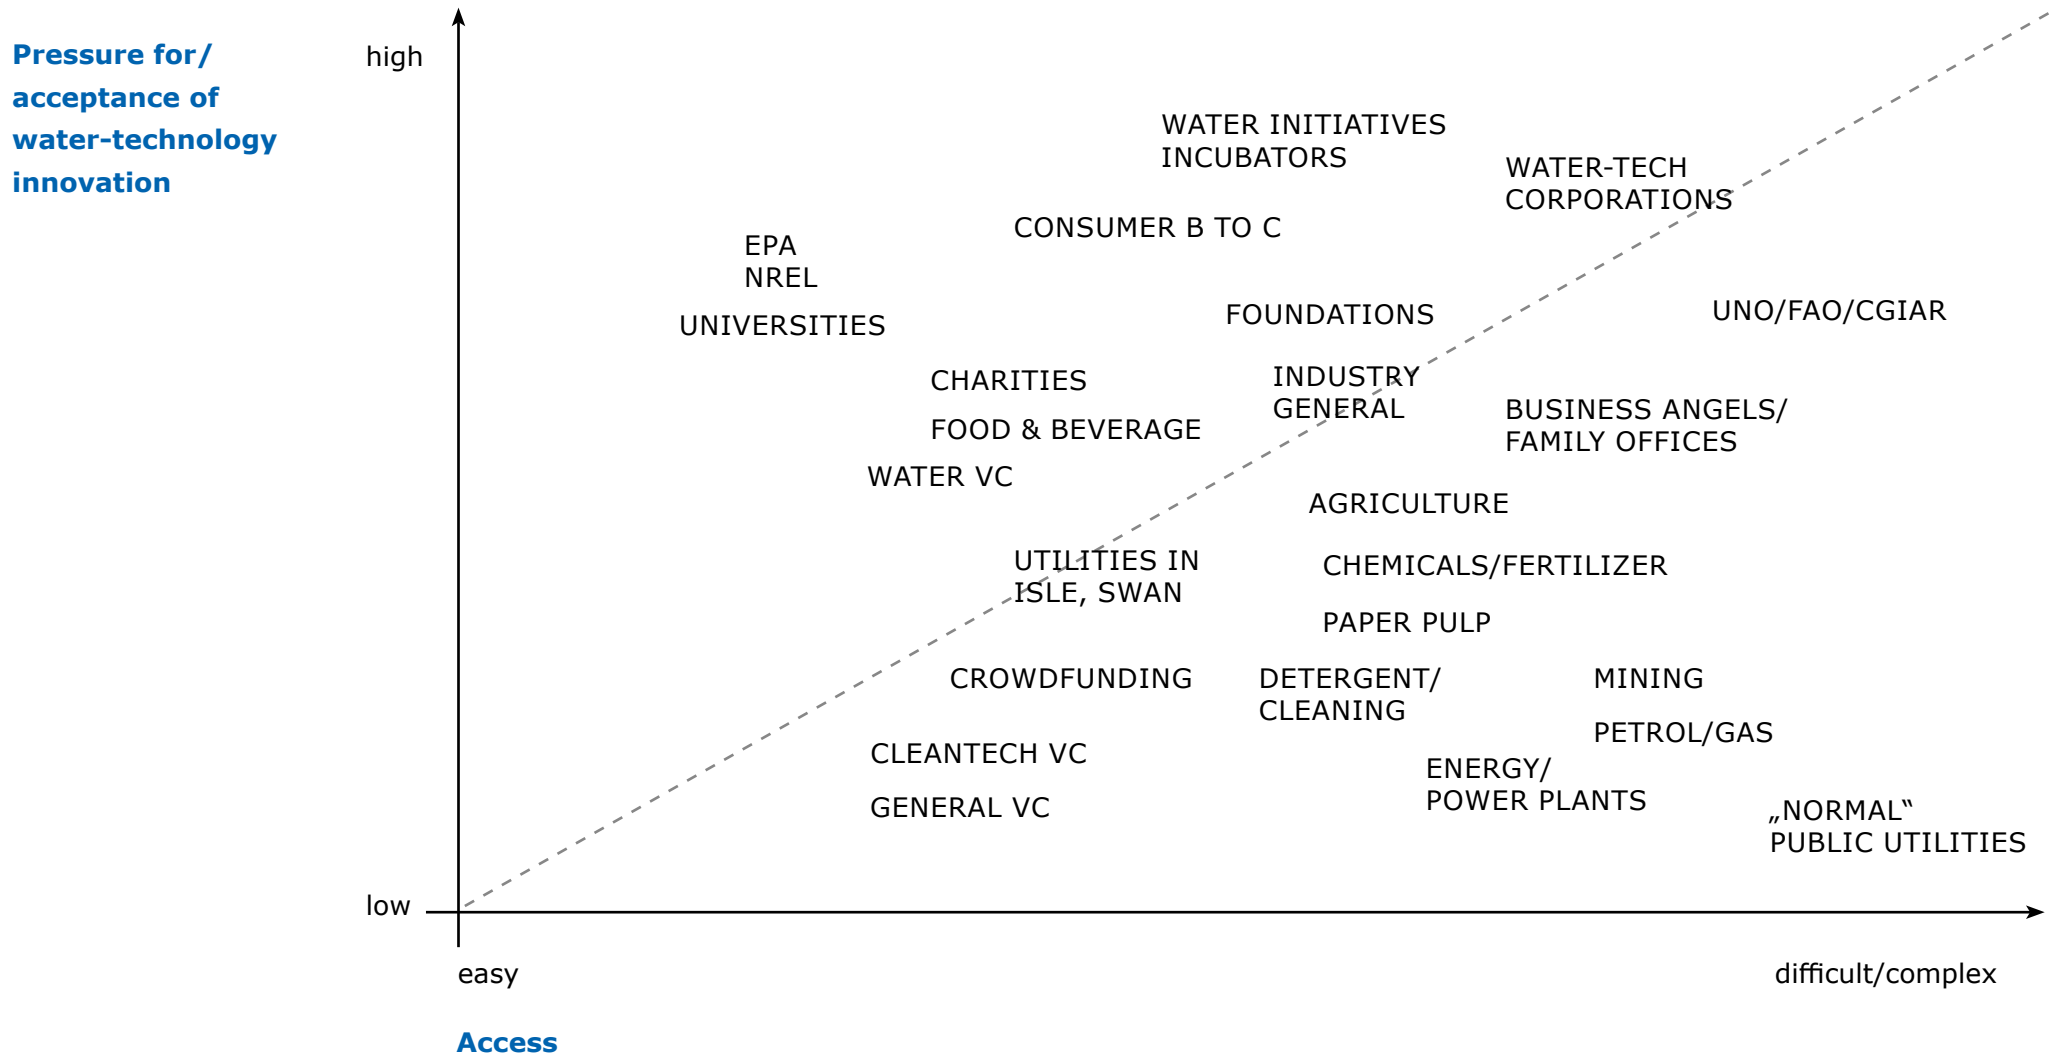 Pressure for/
acceptance of
water-technology
innovation
high
WATER INITIATIVES
INCUBATORS
WATER-TECH
CORPORATIONS
CONSUMER B TO C
EPA
NREL
UNIVERSITIES
FOUNDATIONS
UNO/FAO/CGIAR
CHARITIES
INDUSTRY
GENERAL
FOOD & BEVERAGE
BUSINESS ANGELS/
FAMILY OFFICES
WATER VC
AGRICULTURE
UTILITIES IN
ISLE, SWAN
CHEMICALS/FERTILIZER
PAPER PULP
CROWDFUNDING
DETERGENT/
CLEANING
MINING
PETROL/GAS
CLEANTECH VC
ENERGY/
POWER PLANTS
GENERAL VC
„NORMAL“
PUBLIC UTILITIES
low
easy
difficult/complex
Access